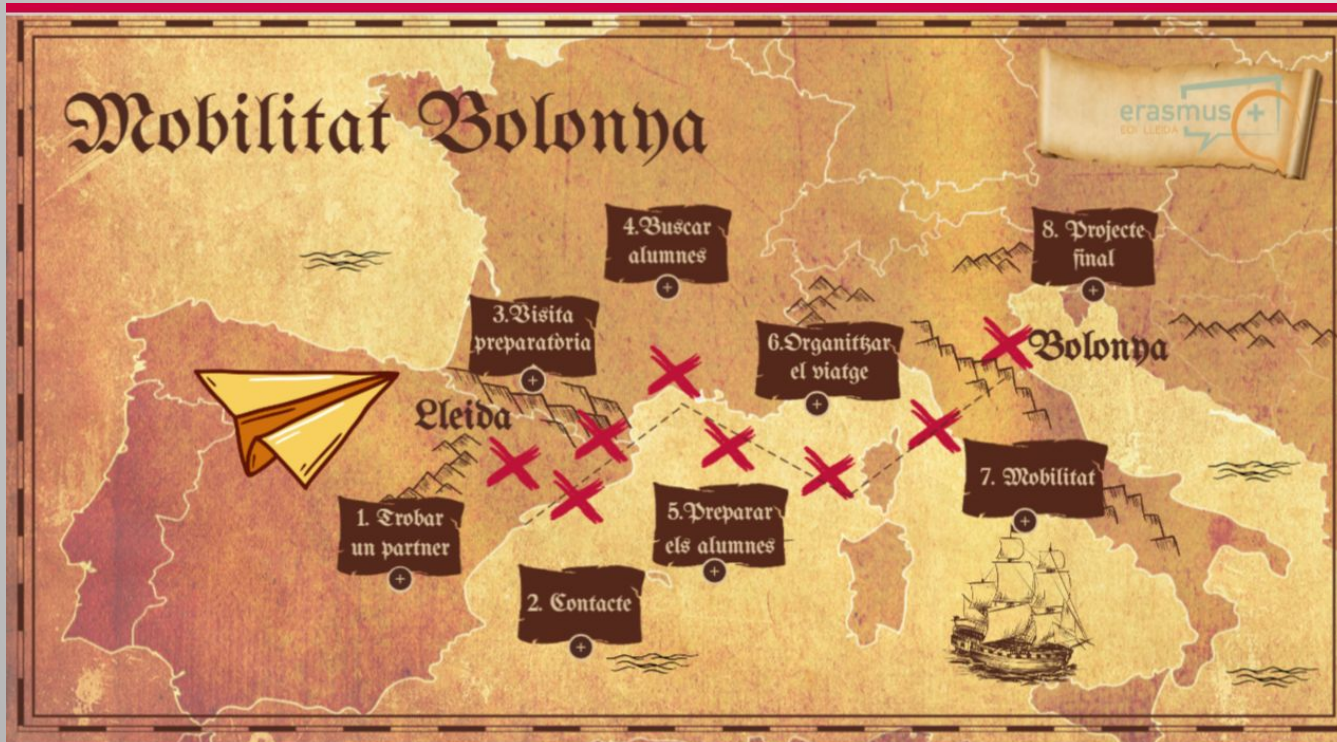 Mobilitat Bolonya
erasmus+
EOI LLEIDA
4.Buscar
alumnes
8. Projecte
final
3.Visita
preparatòria
6.Organitzar
el viatge
Bolonya
Lleida
7. Mobilitat
1. Trobar
un partner
5.Preparar
els alumnes
2. Contacte